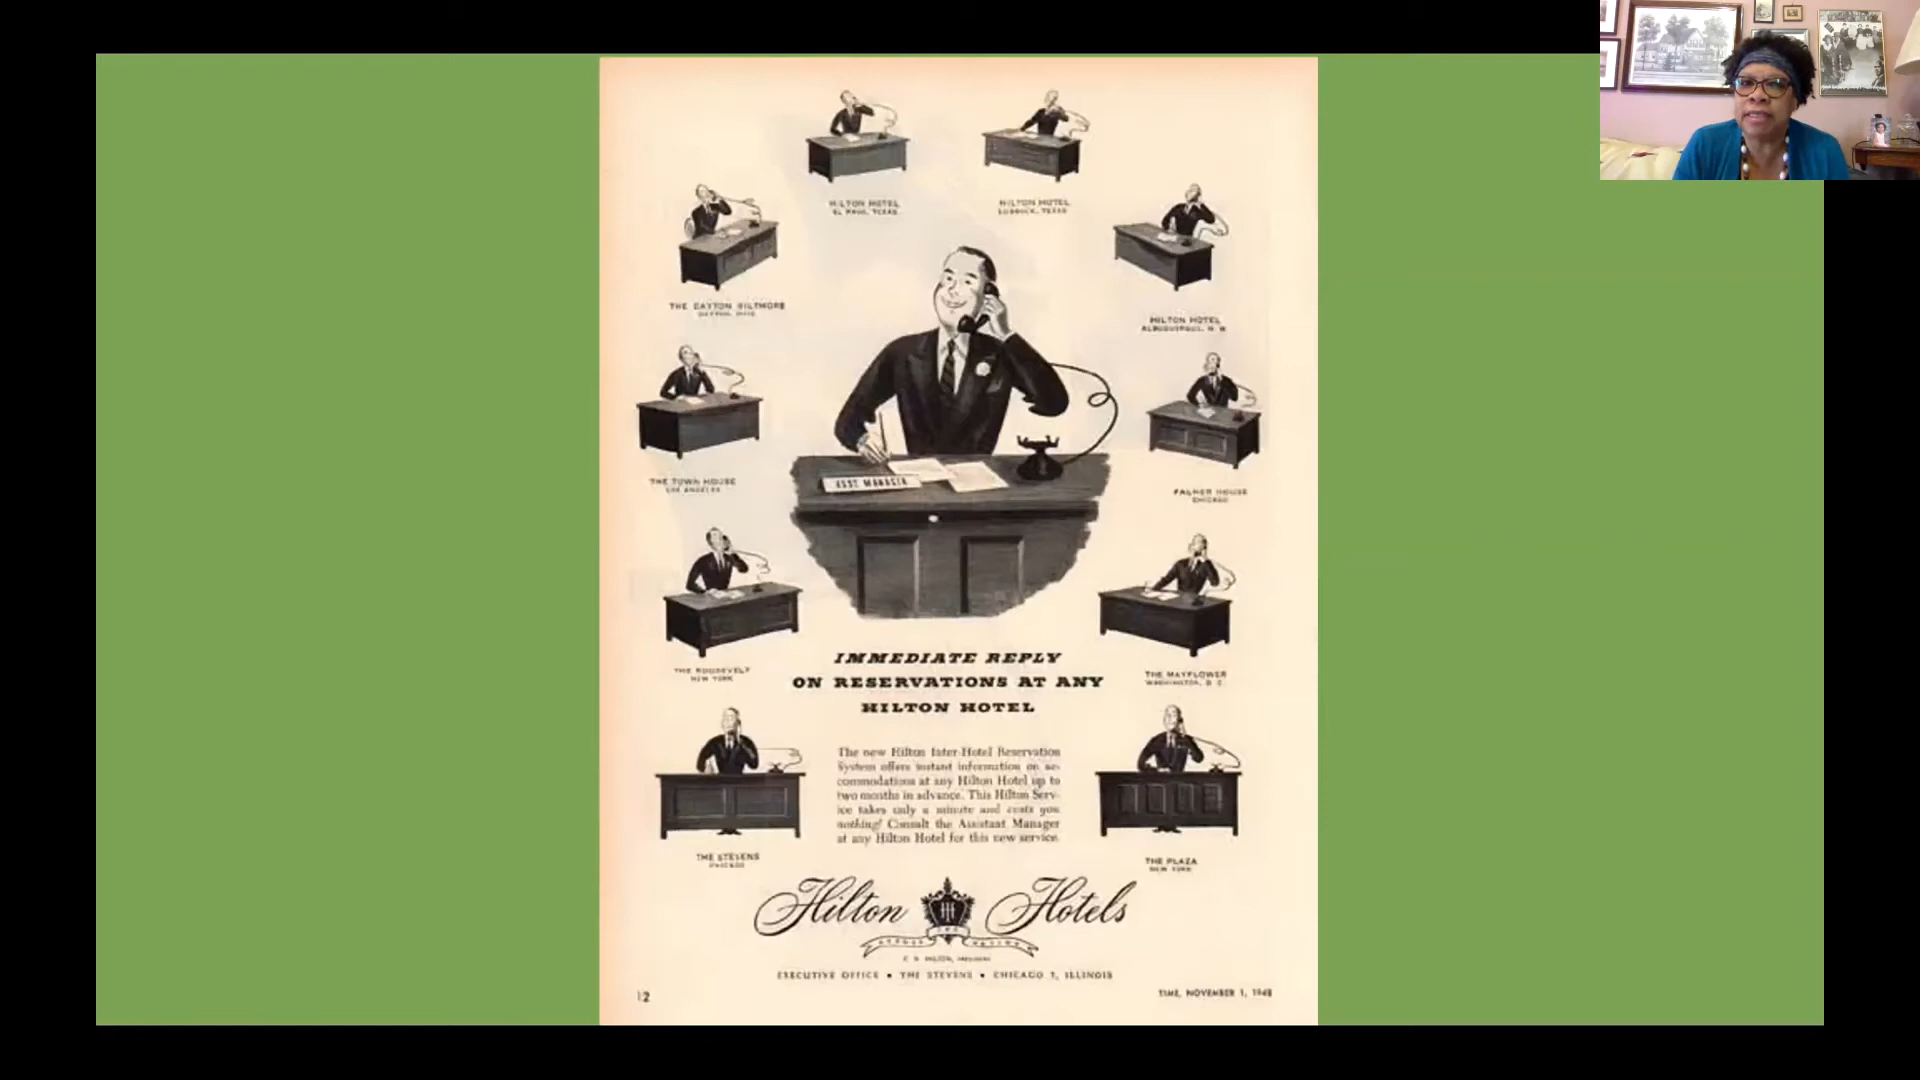 HILTON HOTEL
EL PASO, TEXAS
HILTON HOTEL
LUBBOCK, TEXAS
THE DAYTON BILTMORE
DAYTON, OHIO
HILTON HOTEL
ALBUQUERQUE, N. M.
THE TOWN HOUSE
LOS ANGELES
PALMER HOUSE
CHICAGO
ASST. MANAGER
THE ROOSEVELT
NEW YORK
THE MAYFLOWER
WASHINGTON, D. C.
IMMEDIATE REPLY
ON RESERVATIONS AT ANY
HILTON HOTEL
The new Hilton Inter-Hotel Reservation
System offers instant information on ac-
commodations at any Hilton Hotel up to
two months in advance. This Hilton Serv-
ice takes only a minute and costs you
nothing! Consult the Assistant Manager
at any Hilton Hotel for this new service.
THE STEVENS
CHICAGO
THE PLAZA
NEW YORK
Hilton Hotels
C. N. HILTON, PRESIDENT
EXECUTIVE OFFICE • THE STEVENS • CHICAGO 5, ILLINOIS
12
TIME, NOVEMBER 1, 1948